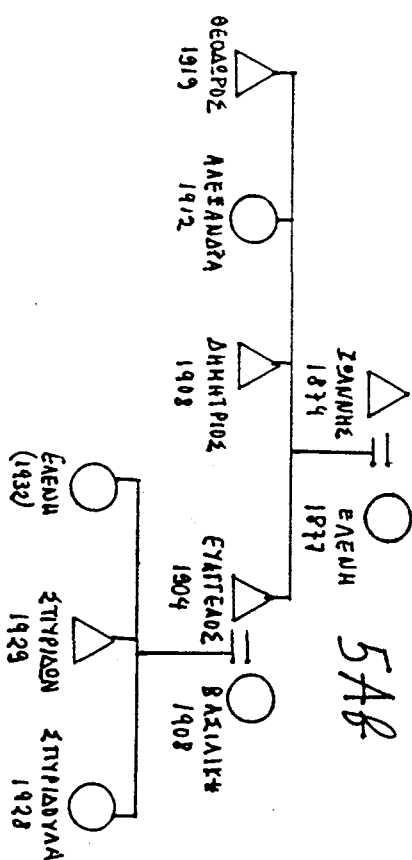 5AB
ΙΩΑΝΝΗΣ
1874
ΕΛΕΝΗ
1877
ΘΕΟΔΩΡΟΣ
1919
ΑΛΕΞΑΝΔΡΑ
1912
ΔΗΜΗΤΡΙΟΣ
1908
ΕΥΑΓΓΕΛΟΣ
1904
ΒΑΣΙΛΙΚΗ
1908
ΕΛΕΝΗ
(1932)
ΣΠΥΡΙΔΩΝ
1929
ΣΠΥΡΙΔΟΥΛΑ
1928